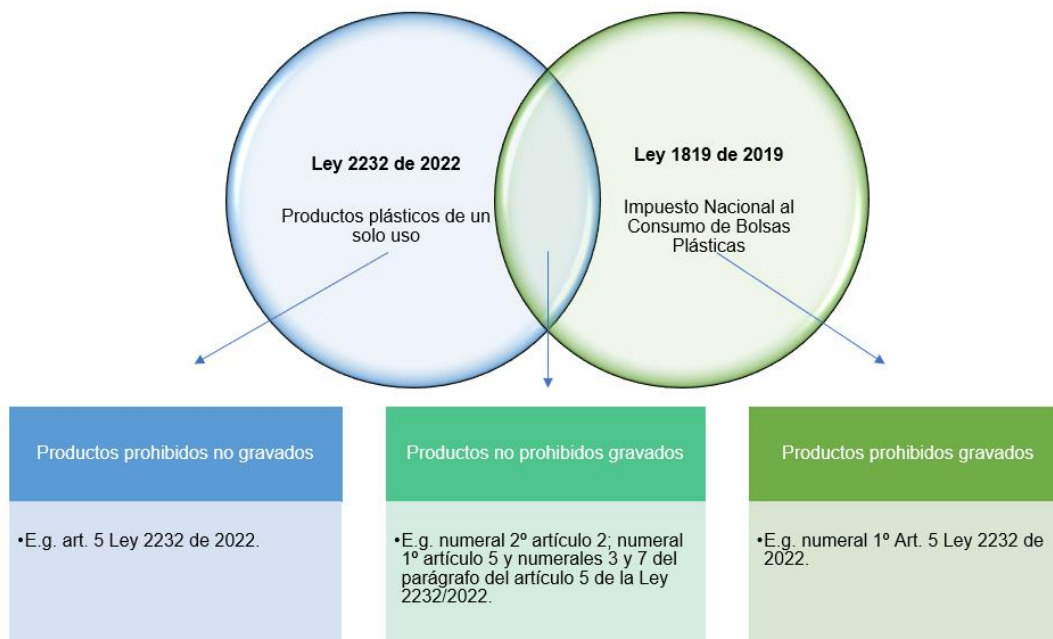 Ley 2232 de 2022
Productos plásticos de un
solo uso
Ley 1819 de 2019
Impuesto Nacional al
Consumo de Bolsas
Plásticas
Productos prohibidos no gravados
•E.g. art. 5 Ley 2232 de 2022.
Productos no prohibidos gravados
•E.g. numeral 2º artículo 2; numeral
1º artículo 5 y numerales 3 y 7 del
parágrafo del artículo 5 de la Ley
2232/2022.
Productos prohibidos gravados
•E.g. numeral 1º Art. 5 Ley 2232 de
2022.